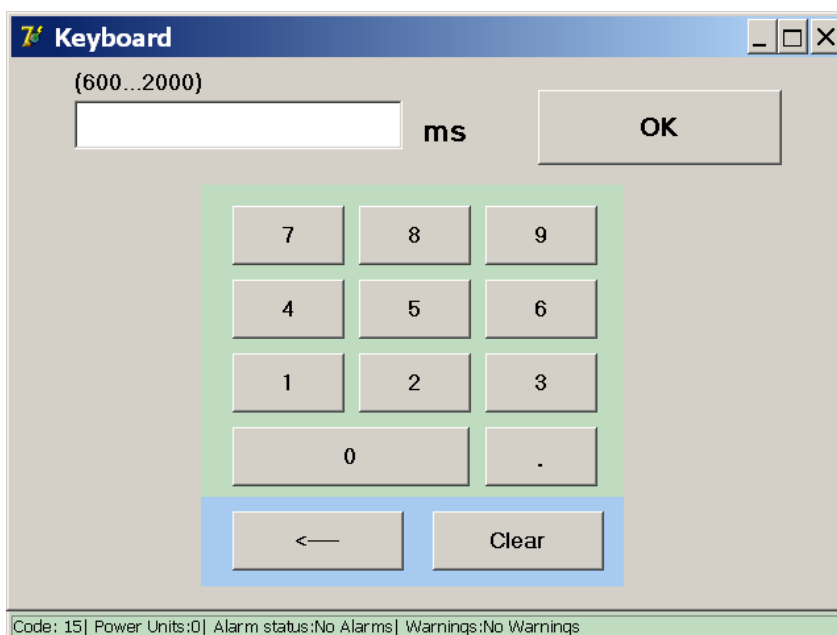 Keyboard
(600...2000)
ms
OK
7 8 9
4 5 6
1 2 3
0 .
<── Clear
Code: 15| Power Units:0| Alarm status:No Alarms| Warnings:No Warnings